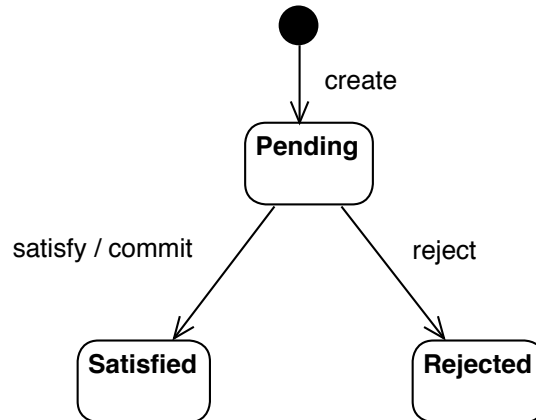 create
Pending
satisfy / commit
reject
Satisfied
Rejected